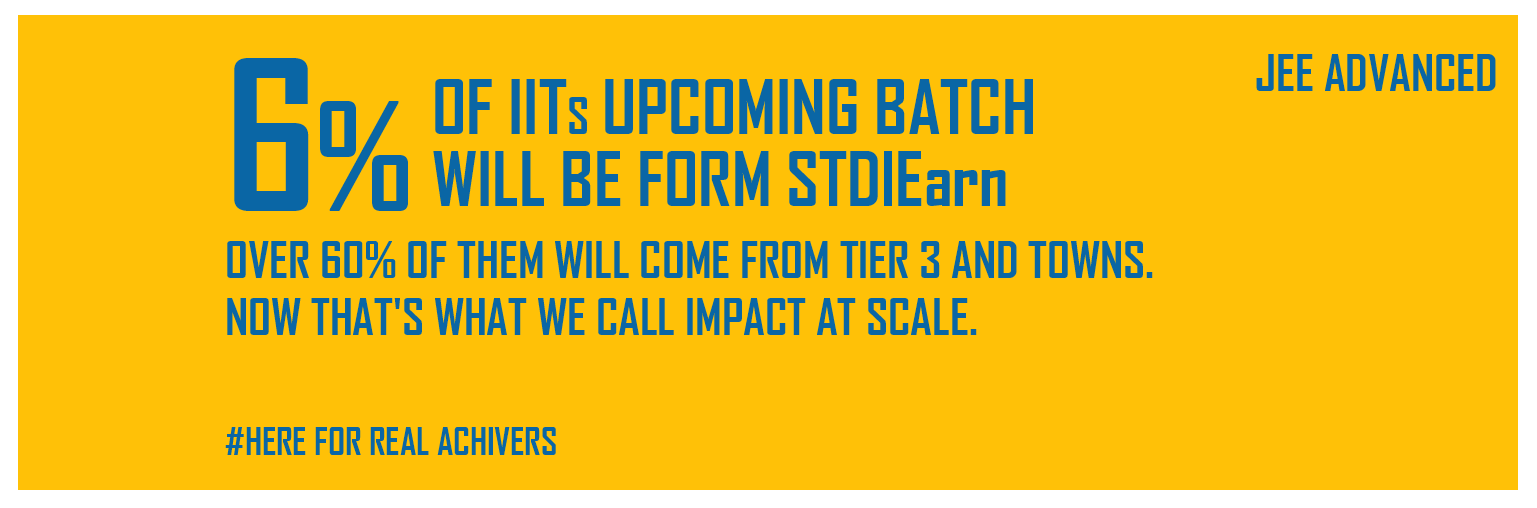 JEE ADVANCED
6% OF IITs UPCOMING BATCH
WILL BE FORM STDIEarn
OVER 60% OF THEM WILL COME FROM TIER 3 AND TOWNS.
NOW THAT'S WHAT WE CALL IMPACT AT SCALE.
#HERE FOR REAL ACHIVERS